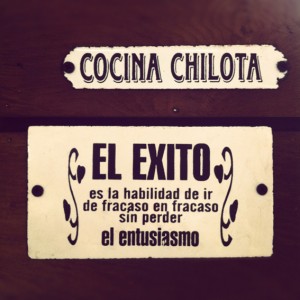 COCINA CHILOTA
EL EXITO
es la habilidad de ir
de fracaso en fracaso
sin perder
el entusiasmo